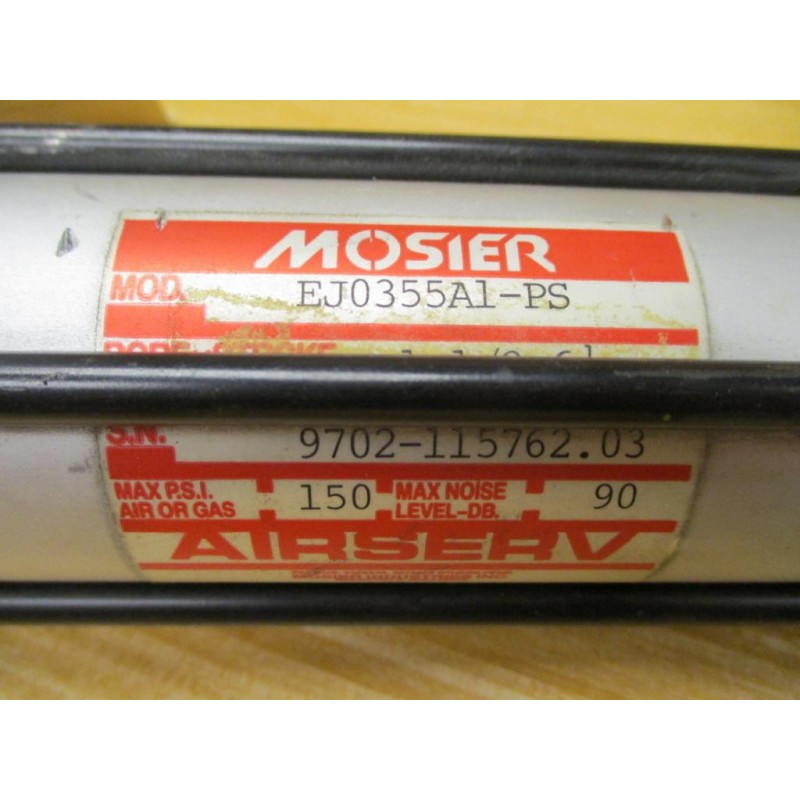 MOSIER
MOD. EJ0355A1-PS
S.N. 9702-115762.03
MAX P.S.I. AIR OR GAS 150 MAX NOISE LEVEL-DB. 90
AIRSERV